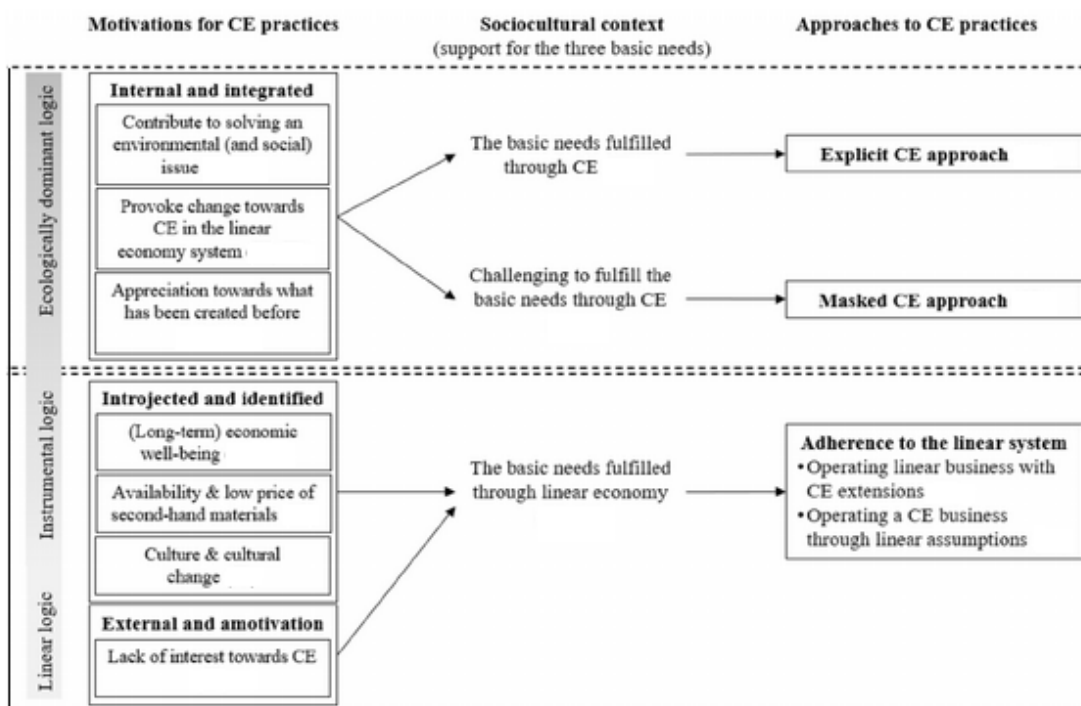 Motivations for CE practices
Sociocultural context
(support for the three basic needs)
Approaches to CE practices
Ecologically dominant logic
Internal and integrated
Contribute to solving an
environmental (and social)
issue
Provoke change towards
CE in the linear
economy system
Appreciation towards what
has been created before
The basic needs fulfilled
through CE
Explicit CE approach
Challenging to fulfill the
basic needs through CE
Masked CE approach
Instrumental logic
Introjected and identified
(Long-term) economic
well-being
Availability & low price of
second-hand materials
Culture & cultural
change
The basic needs fulfilled
through linear economy
Adherence to the linear system
•Operating linear business with
CE extensions
•Operating a CE business
through linear assumptions
Linear logic
External and amotivation
Lack of interest towards CE